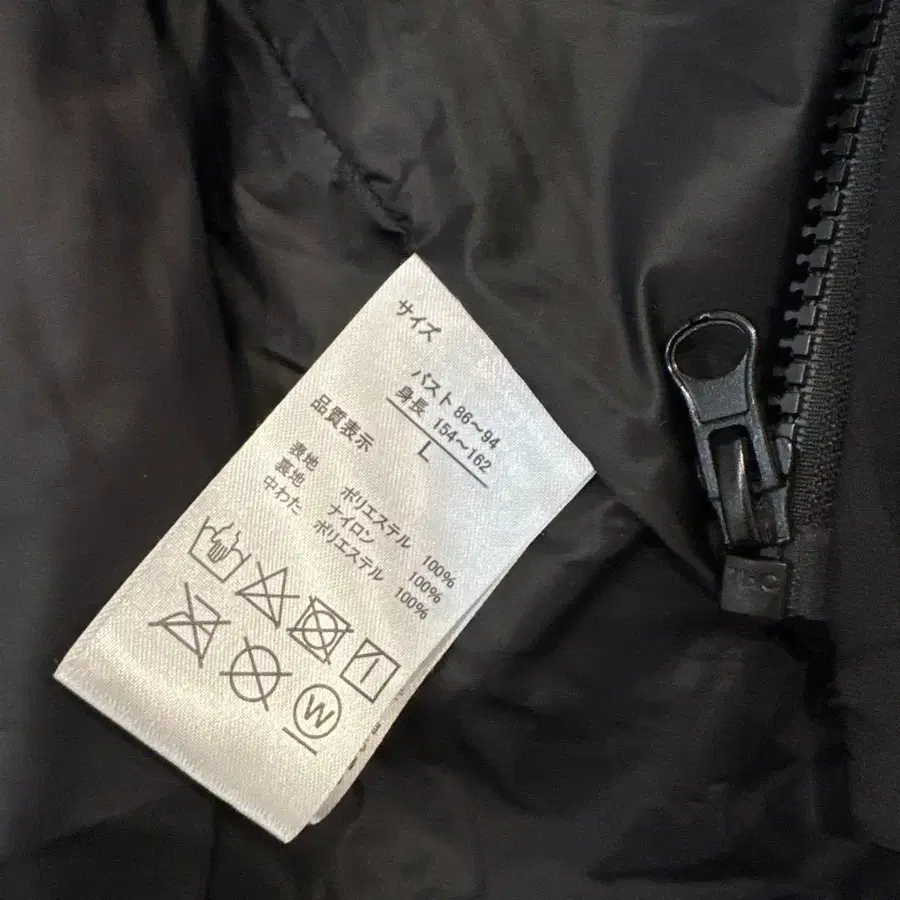 サイズ
バスト 86～94
身長 154～162
L
品質表示
表地 ポリエステル 100%
裏地 ナイロン 100%
中わた ポリエステル 100%
W